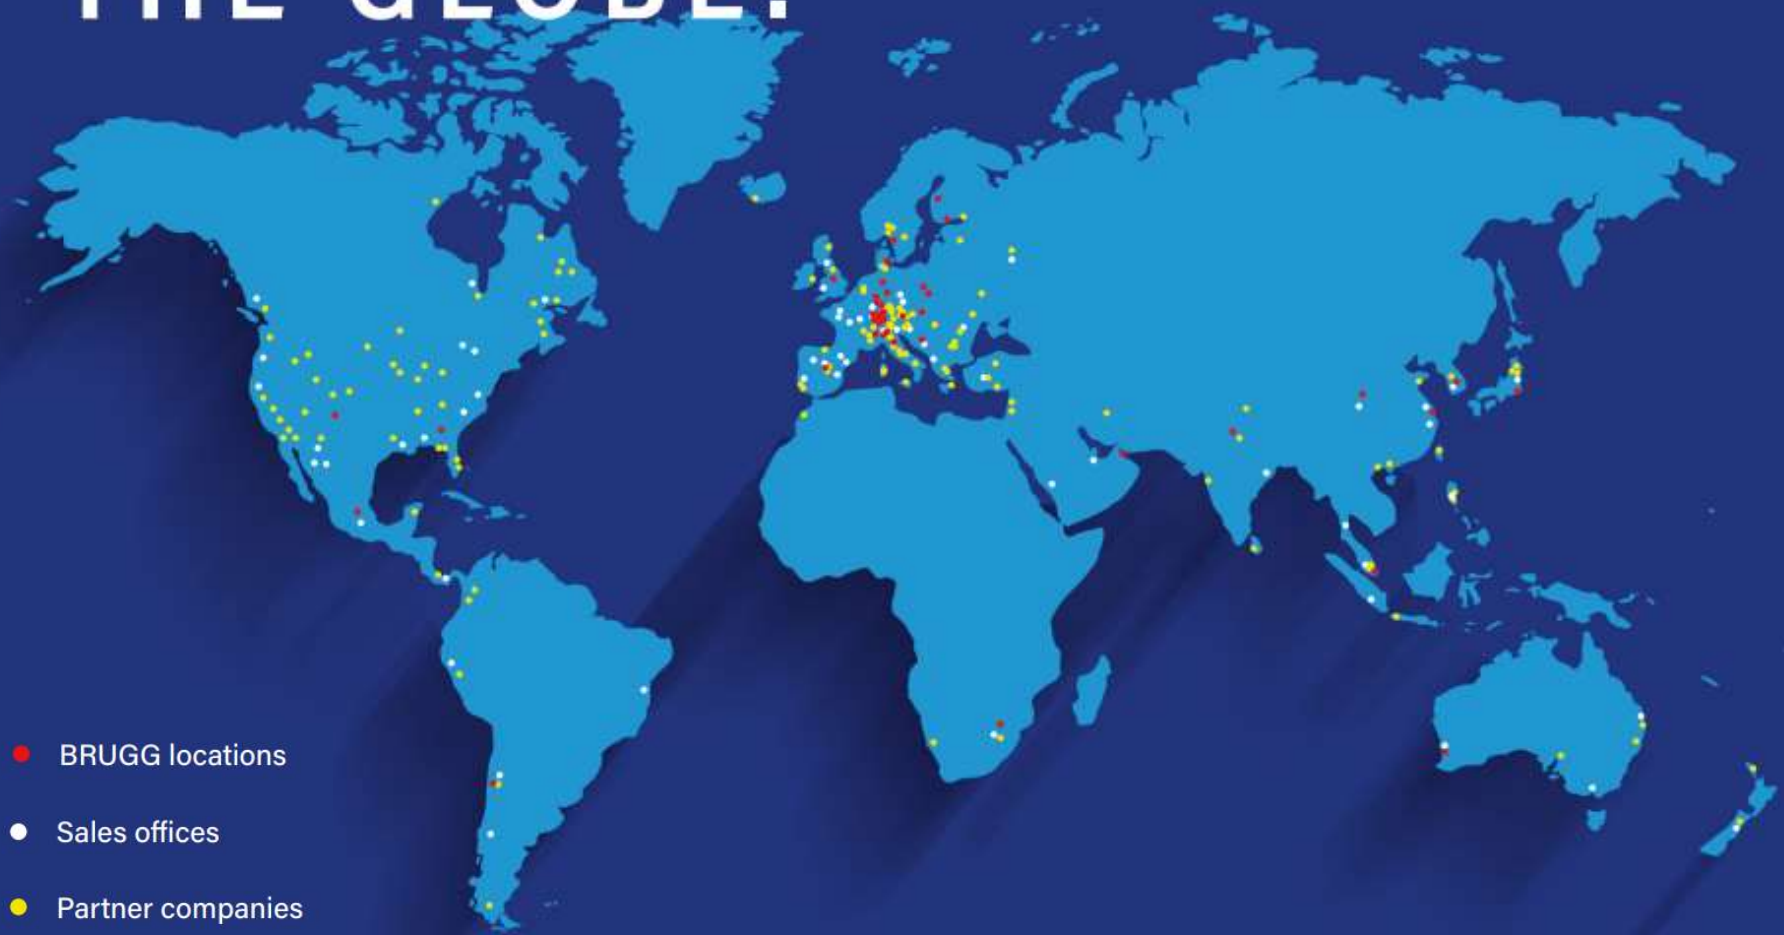 THE GLOBE.
BRUGG locations
Sales offices
Partner companies